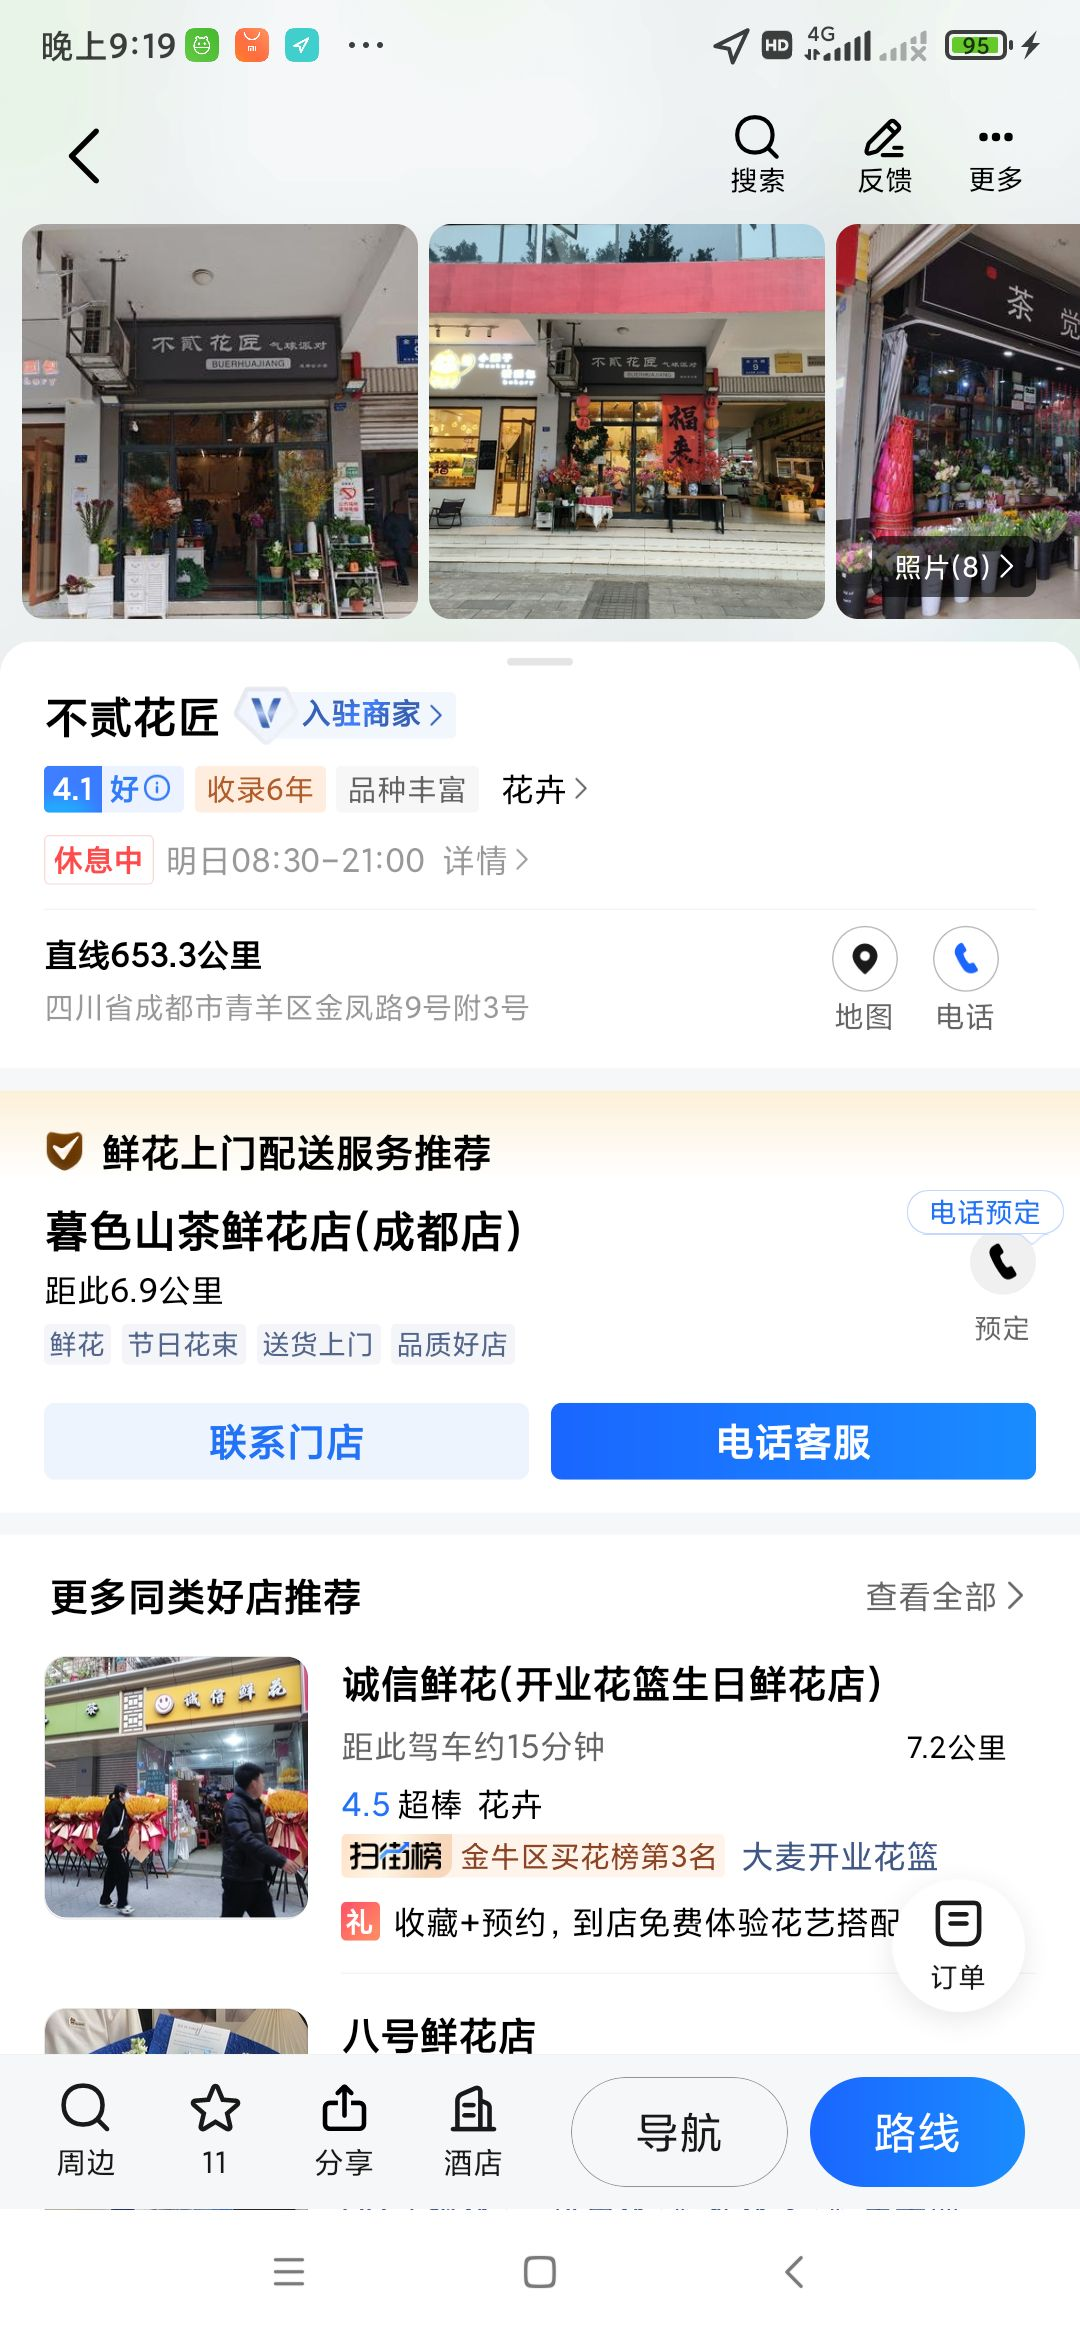 晚上9:19
HD 4G 95
搜索 反馈 更多
不贰花匠 气球派对
BUERHUAJIANG
不贰花匠 气球派对
BUERHUAJIANG
福
来
茶 觉
照片(8)
不贰花匠 V 入驻商家
4.1 好 收录6年 品种丰富 花卉
休息中 明日08:30-21:00 详情
直线653.3公里
四川省成都市青羊区金凤路9号附3号
地图 电话
鲜花上门配送服务推荐
暮色山茶鲜花店(成都店)
电话预定
距此6.9公里
预定
鲜花 节日花束 送货上门 品质好店
联系门店 电话客服
更多同类好店推荐 查看全部
茶 诚信鲜花
诚信鲜花(开业花篮生日鲜花店)
距此驾车约15分钟 7.2公里
4.5 超棒 花卉
扫街榜 金牛区买花榜第3名 大麦开业花篮
礼 收藏+预约, 到店免费体验花艺搭配
订单
八号鲜花店
周边 11 分享 酒店 导航 路线